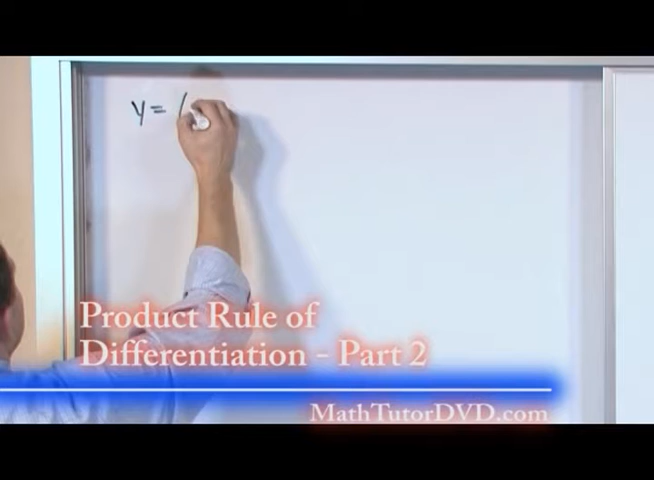 y = (
Product Rule of
Differentiation - Part 2
MathTutorDVD.com